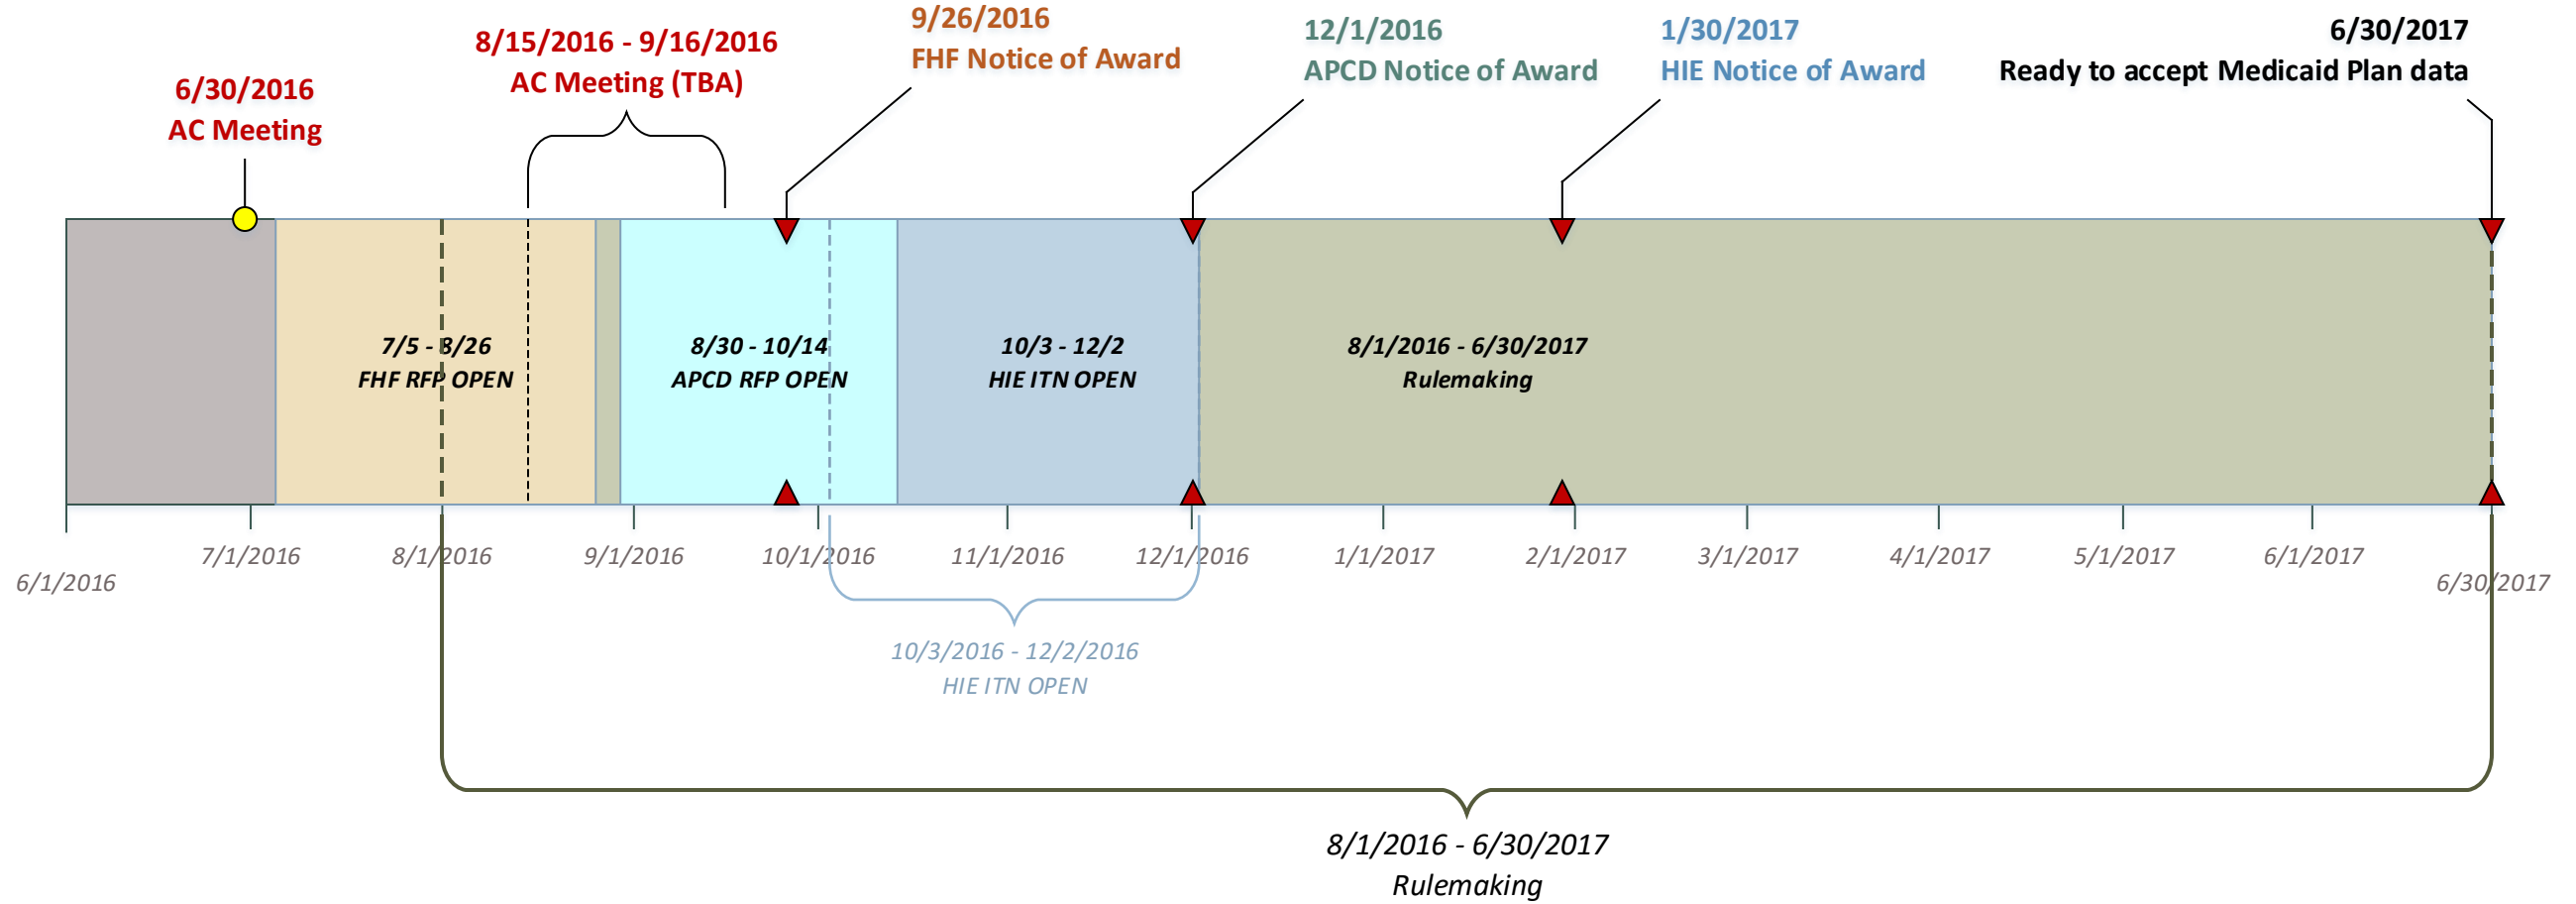 6/30/2016
AC Meeting
8/15/2016 - 9/16/2016
AC Meeting (TBA)
9/26/2016
FHF Notice of Award
12/1/2016
APCD Notice of Award
1/30/2017
HIE Notice of Award
6/30/2017
Ready to accept Medicaid Plan data
7/5 - 8/26
FHF RFP OPEN
8/30 - 10/14
APCD RFP OPEN
10/3 - 12/2
HIE ITN OPEN
8/1/2016 - 6/30/2017
Rulemaking
6/1/2016
7/1/2016
8/1/2016
9/1/2016
10/1/2016
11/1/2016
12/1/2016
1/1/2017
2/1/2017
3/1/2017
4/1/2017
5/1/2017
6/1/2017
6/30/2017
10/3/2016 - 12/2/2016
HIE ITN OPEN
8/1/2016 - 6/30/2017
Rulemaking